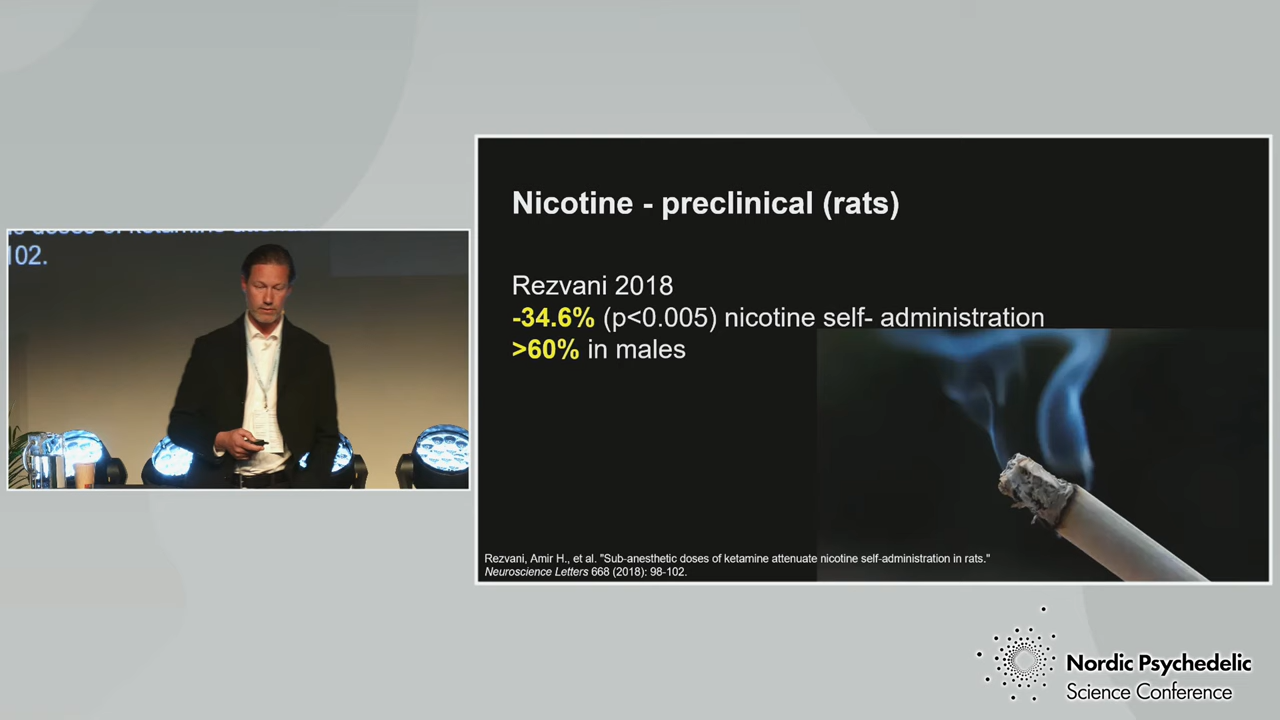 102.
Nicotine - preclinical (rats)
Rezvani 2018
-34.6% (p<0.005) nicotine self- administration
>60% in males
Rezvani, Amir H., et al. "Sub-anesthetic doses of ketamine attenuate nicotine self-administration in rats."
Neuroscience Letters 668 (2018): 98-102.
Nordic Psychedelic
Science Conference